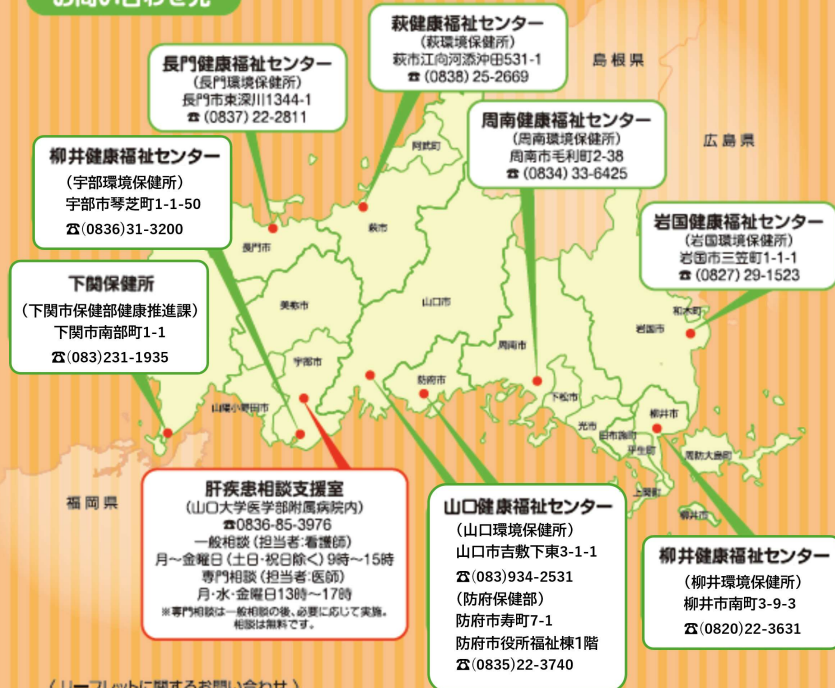 お問い合わせ先
萩健康福祉センター
(萩環境保健所)
萩市江向河添沖田531-1
☎(0838)25-2669
長門健康福祉センター
(長門環境保健所)
長門市東深川1344-1
☎(0837)22-2811
周南健康福祉センター
(周南環境保健所)
周南市毛利町2-38
☎(0834)33-6425
柳井健康福祉センター
(宇部環境保健所)
宇部市琴芝町1-1-50
☎(0836)31-3200
岩国健康福祉センター
(岩国環境保健所)
岩国市三笠町1-1-1
☎(0827)29-1523
下関保健所
(下関市保健部健康推進課)
下関市南部町1-1
☎(083)231-1935
島根県
広島県
阿武町
萩市
長門市
美祢市
山口市
和木町
岩国市
周南市
宇部市
防府市
下松市
山陽小野田市
光市
柳井市
田布施町
平生町
周防大島町
上関町
柳井市
福岡県
肝疾患相談支援室
(山口大学医学部附属病院内)
☎0836-85-3976
一般相談(担当者:看護師)
月〜金曜日(土日・祝日除く)9時〜15時
専門相談(担当者:医師)
月・水・金曜日13時〜17時
※専門相談は一般相談の後、必要に応じて実施。
相談は無料です。
山口健康福祉センター
(山口環境保健所)
山口市吉敷下東3-1-1
☎(083)934-2531
(防府保健部)
防府市寿町7-1
防府市役所福祉棟1階
☎(0835)22-3740
柳井健康福祉センター
(柳井環境保健所)
柳井市南町3-9-3
☎(0820)22-3631
〈リーフレットに関するお問い合わせ〉